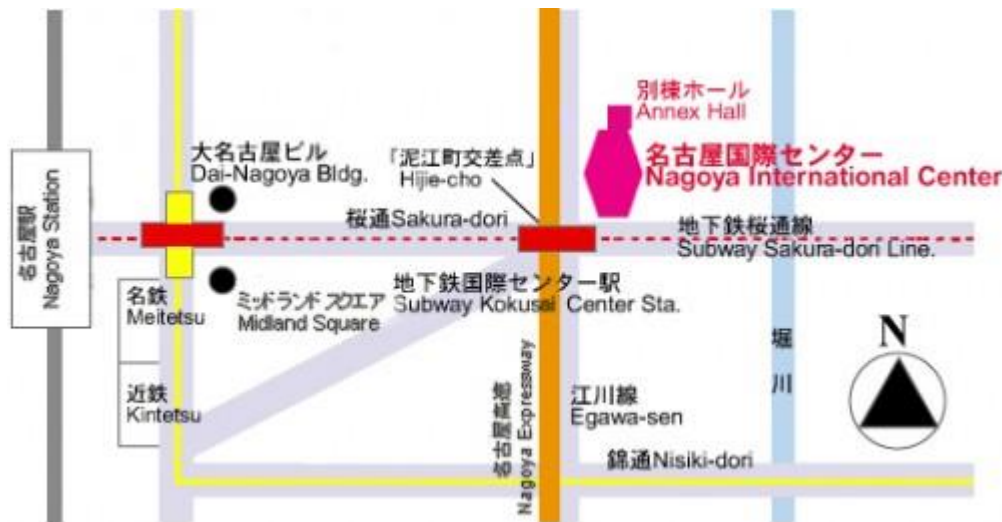 別棟ホール
Annex Hall
名古屋国際センター
Nagoya International Center
大名古屋ビル
Dai-Nagoya Bldg.
「泥江町交差点」
Hijie-cho
名古屋駅
Nagoya Station
桜通Sakura-dori
地下鉄桜通線
Subway Sakura-dori Line.
名鉄
Meitetsu
ミッドランド スクエア
Midland Square
地下鉄国際センター駅
Subway Kokusai Center Sta.
堀川
N
近鉄
Kintetsu
名古屋高速
Nagoya Expressway
江川線
Egawa-sen
錦通Nisiki-dori